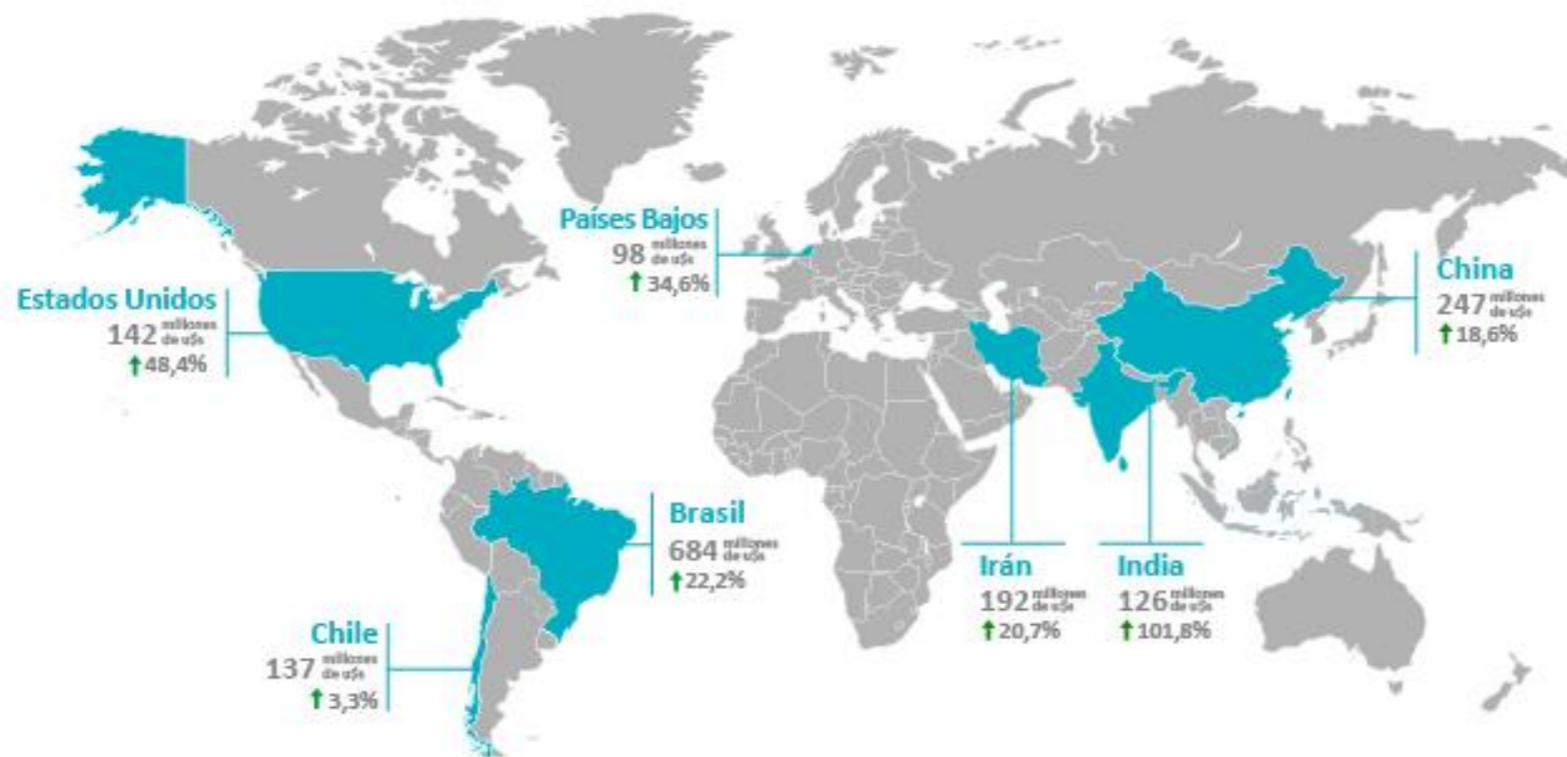 Países Bajos
98 millones de u$s
↑ 34,6%
China
247 millones de u$s
↑ 18,6%
Estados Unidos
142 millones de u$s
↑ 48,4%
Brasil
684 millones de u$s
↑ 22,2%
Irán
192 millones de u$s
↑ 20,7%
India
126 millones de u$s
↑ 101,8%
Chile
137 millones de u$s
↑ 3,3%